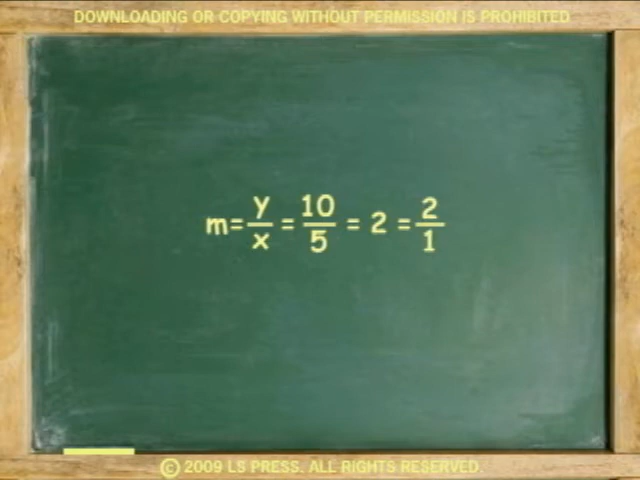 DOWNLOADING OR COPYING WITHOUT PERMISSION IS PROHIBITED
m = y/x = 10/5 = 2 = 2/1
© 2009 LS PRESS. ALL RIGHTS RESERVED.